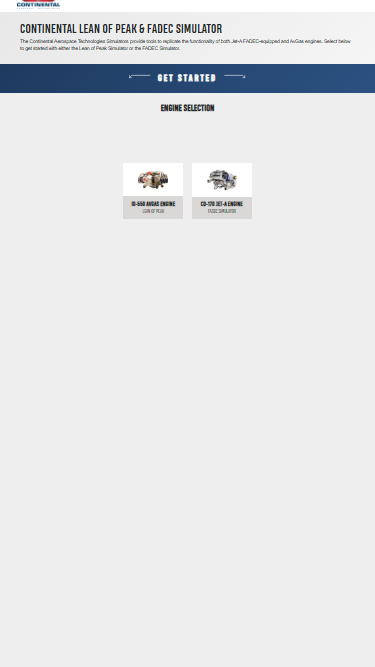 CONTINENTAL
CONTINENTAL LEAN OF PEAK & FADEC SIMULATOR
The Continental Aerospace Technologies Simulators provide tools to replicate the functionality of both Jet-A FADEC-equipped and AvGas engines. Select below
to get started with either the Lean of Peak Simulator or the FADEC Simulator.
GET STARTED
ENGINE SELECTION
IO-550 AVGAS ENGINE
LEAN OF PEAK
CD-170 JET-A ENGINE
FADEC SIMULATOR